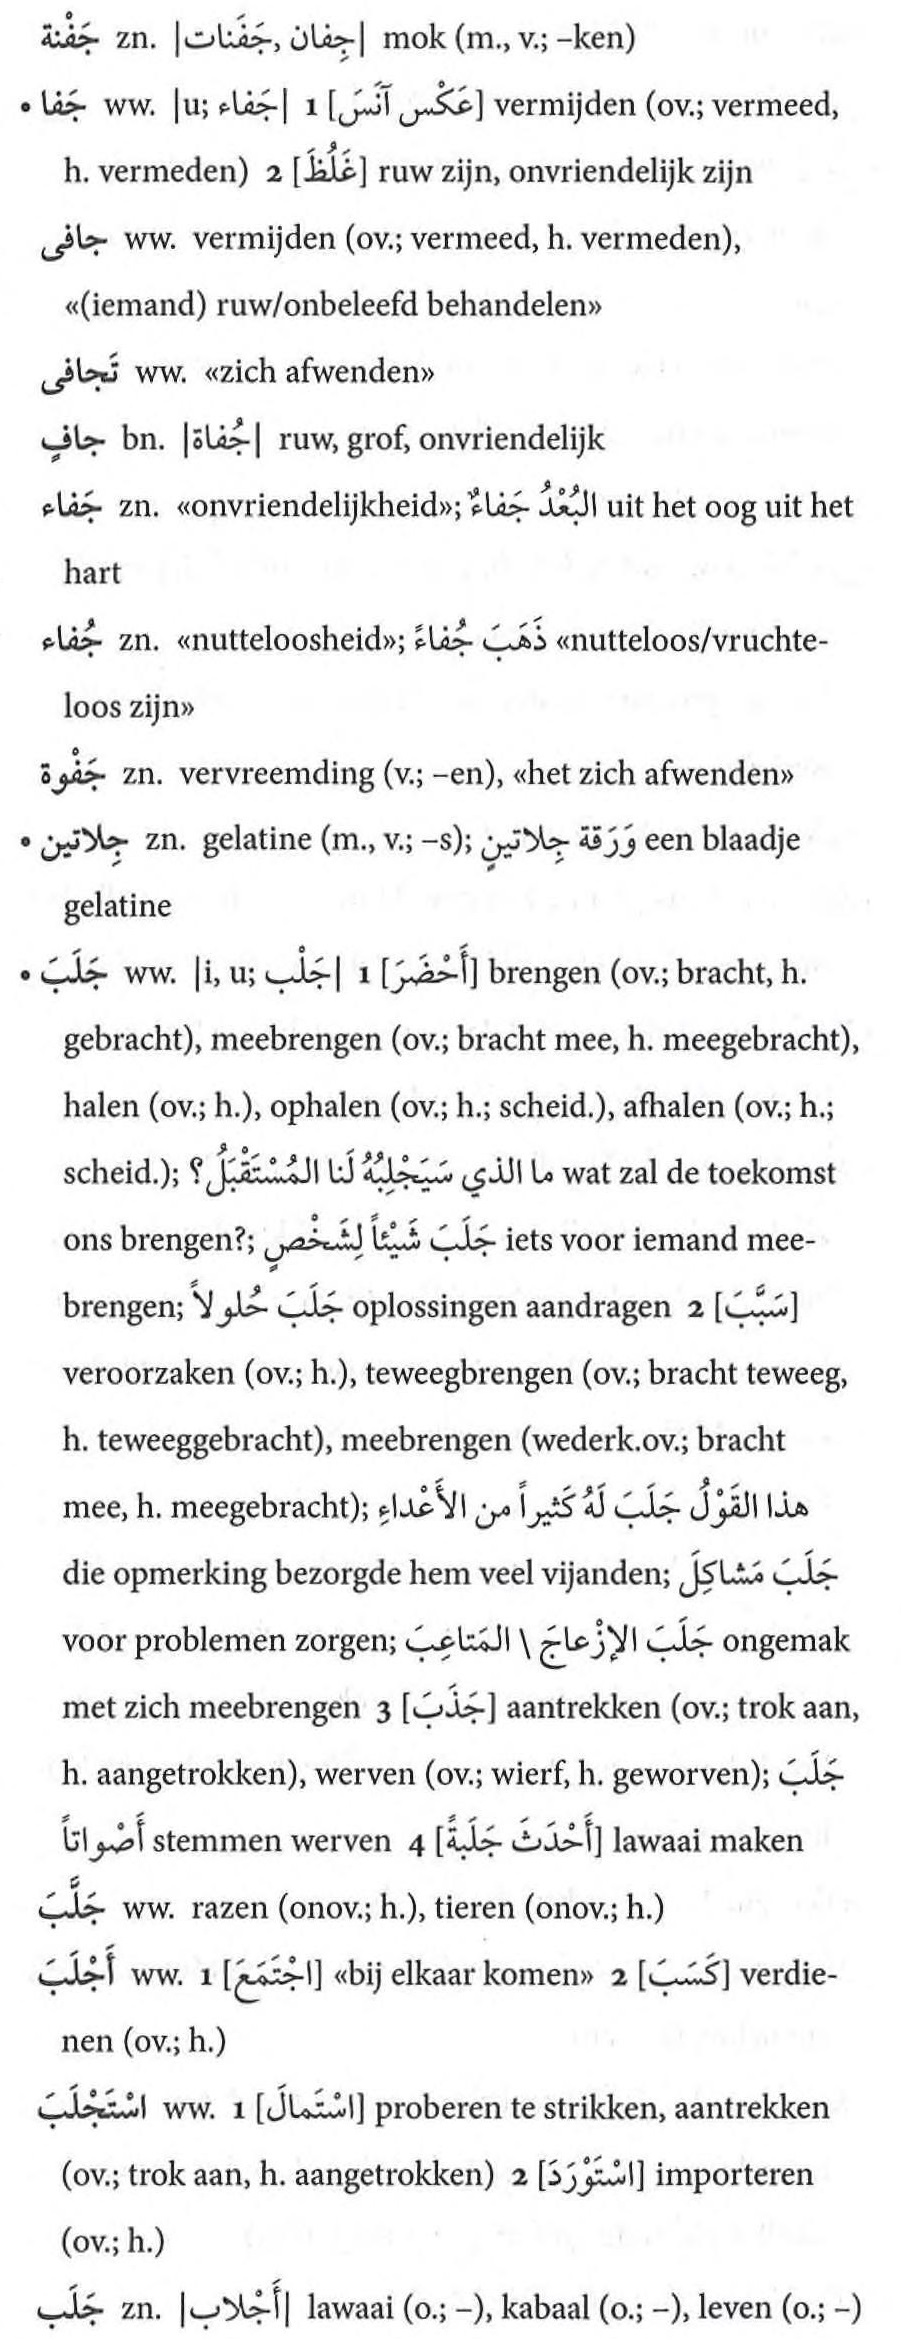 جَفْنة zn. |جِفان, جَفَنات| mok (m., v.; –ken)
• جَفا ww. |u; جَفاء| 1 [عَكْس آنَسَ] vermijden (ov.; vermeed,
h. vermeden) 2 [غَلُظَ] ruw zijn, onvriendelijk zijn
جافى ww. vermijden (ov.; vermeed, h. vermeden),
«(iemand) ruw/onbeleefd behandelen»
تَجافى ww. «zich afwenden»
جافٍ bn. |جُفاة| ruw, grof, onvriendelijk
جَفاء zn. «onvriendelijkheid»; البُعْدُ جَفاءٌ uit het oog uit het
hart
جُفاء zn. «nutteloosheid»; ذَهَبَ جُفاءً «nutteloos/vruchte-
loos zijn»
جَفْوة zn. vervreemding (v.; –en), «het zich afwenden»
• جِلاتين zn. gelatine (m., v.; –s); وَرَقة جِلاتينٍ een blaadje
gelatine
• جَلَبَ ww. |i, u; جَلْب| 1 [أَحْضَرَ] brengen (ov.; bracht, h.
gebracht), meebrengen (ov.; bracht mee, h. meegebracht),
halen (ov.; h.), ophalen (ov.; h.; scheid.), afhalen (ov.; h.;
scheid.); ما الذي سَيَجْلِبُهُ لَنا المُسْتَقْبَلُ؟ wat zal de toekomst
ons brengen?; جَلَبَ شَيْئاً لِشَخْصٍ iets voor iemand mee-
brengen; جَلَبَ حُلولاً oplossingen aandragen 2 [سَبَّبَ]
veroorzaken (ov.; h.), teweegbrengen (ov.; bracht teweeg,
h. teweeggebracht), meebrengen (wederk.ov.; bracht
mee, h. meegebracht); هذا القَوْلُ جَلَبَ لَهُ كَثيراً من الأَعْداءِ
die opmerking bezorgde hem veel vijanden; جَلَبَ مَشاكِلَ
voor problemen zorgen; جَلَبَ الإزْعاجَ \ المَتاعِبَ ongemak
met zich meebrengen 3 [جَذَبَ] aantrekken (ov.; trok aan,
h. aangetrokken), werven (ov.; wierf, h. geworven); جَلَبَ
أَصْواتاً stemmen werven 4 [أَحْدَثَ جَلَبةً] lawaai maken
جَلَّبَ ww. razen (onov.; h.), tieren (onov.; h.)
أَجْلَبَ ww. 1 [اجْتَمَعَ] «bij elkaar komen» 2 [كَسَبَ] verdie-
nen (ov.; h.)
اسْتَجْلَبَ ww. 1 [اسْتَمالَ] proberen te strikken, aantrekken
(ov.; trok aan, h. aangetrokken) 2 [اسْتَوْرَدَ] importeren
(ov.; h.)
جَلَب zn. |أَجْلاب| lawaai (o.; –), kabaal (o.; –), leven (o.; –)